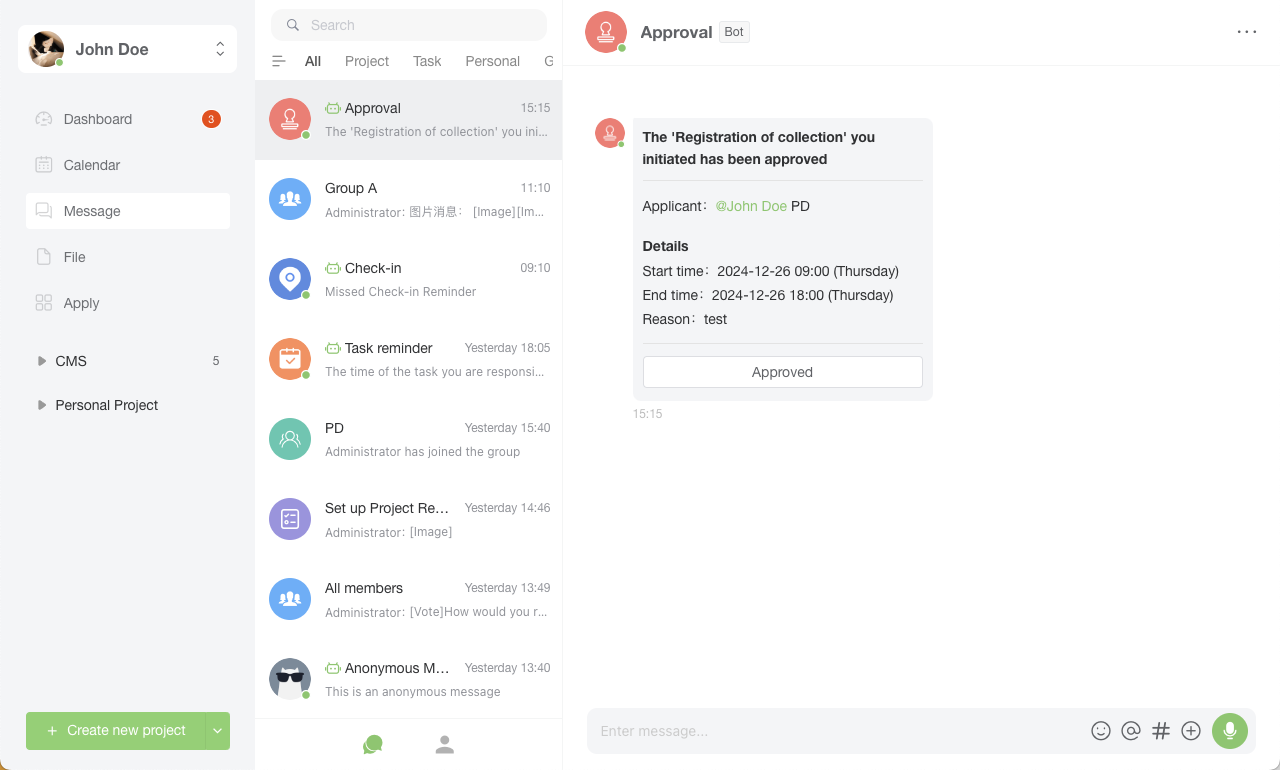 John Doe
Dashboard
3
Calendar
Message
File
Apply
CMS
5
Personal Project
Create new project
Search
All Project Task Personal
Approval 15:15
The 'Registration of collection' you ini...
Group A 11:10
Administrator: 图片消息： [Image][Im...
Check-in 09:10
Missed Check-in Reminder
Task reminder Yesterday 18:05
The time of the task you are responsi...
PD Yesterday 15:40
Administrator has joined the group
Set up Project Re... Yesterday 14:46
Administrator: [Image]
All members Yesterday 13:49
Administrator: [Vote]How would you r...
Anonymous M... Yesterday 13:40
This is an anonymous message
Approval Bot
The 'Registration of collection' you
initiated has been approved
Applicant：@John Doe PD
Details
Start time：2024-12-26 09:00 (Thursday)
End time：2024-12-26 18:00 (Thursday)
Reason：test
Approved
15:15
Enter message...